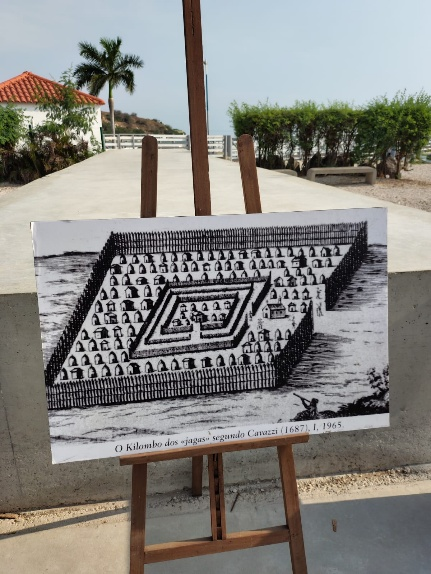 O Kilombo dos «jagas» segundo Cavazzi (1687), I, 1965.